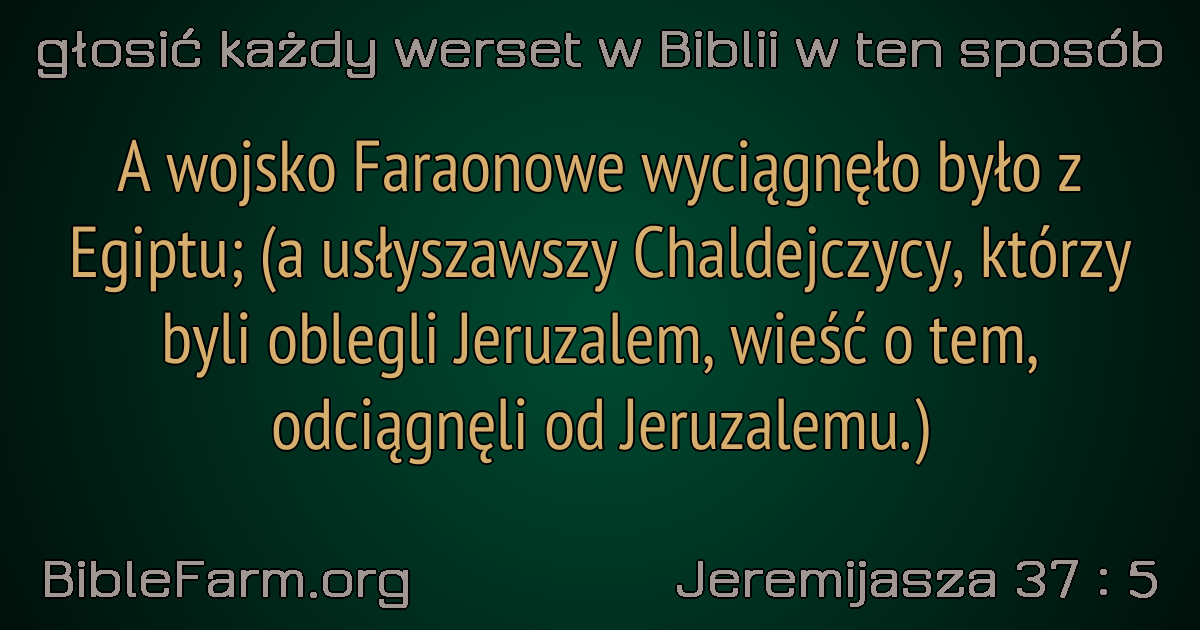 głosić każdy werset w Biblii w ten sposób
A wojsko Faraonowe wyciągnęło było z
Egiptu; (a usłyszawszy Chaldejczycy, którzy
byli oblegli Jeruzalem, wieść o tem,
odciągnęli od Jeruzalemu.)
BibleFarm.org
Jeremijasza 37 : 5